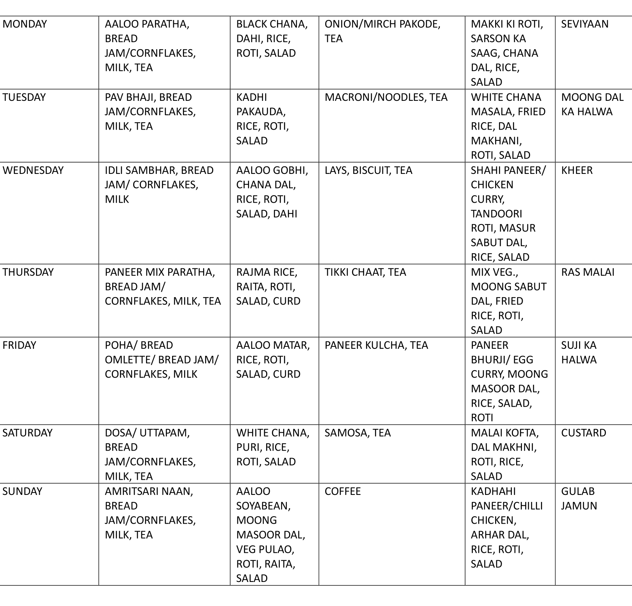 MONDAY
AALOO PARATHA,
BREAD
JAM/CORNFLAKES,
MILK, TEA
BLACK CHANA,
DAHI, RICE,
ROTI, SALAD
ONION/MIRCH PAKODE,
TEA
MAKKI KI ROTI,
SARSON KA
SAAG, CHANA
DAL, RICE,
SALAD
SEVIYAAN
TUESDAY
PAV BHAJI, BREAD
JAM/CORNFLAKES,
MILK, TEA
KADHI
PAKAUDA,
RICE, ROTI,
SALAD
MACRONI/NOODLES, TEA
WHITE CHANA
MASALA, FRIED
RICE, DAL
MAKHANI,
ROTI, SALAD
MOONG DAL
KA HALWA
WEDNESDAY
IDLI SAMBHAR, BREAD
JAM/ CORNFLAKES,
MILK
AALOO GOBHI,
CHANA DAL,
RICE, ROTI,
SALAD, DAHI
LAYS, BISCUIT, TEA
SHAHI PANEER/
CHICKEN
CURRY,
TANDOORI
ROTI, MASUR
SABUT DAL,
RICE, SALAD
KHEER
THURSDAY
PANEER MIX PARATHA,
BREAD JAM/
CORNFLAKES, MILK, TEA
RAJMA RICE,
RAITA, ROTI,
SALAD, CURD
TIKKI CHAAT, TEA
MIX VEG.,
MOONG SABUT
DAL, FRIED
RICE, ROTI,
SALAD
RAS MALAI
FRIDAY
POHA/ BREAD
OMLETTE/ BREAD JAM/
CORNFLAKES, MILK
AALOO MATAR,
RICE, ROTI,
SALAD, CURD
PANEER KULCHA, TEA
PANEER
BHURJI/ EGG
CURRY, MOONG
MASOOR DAL,
RICE, SALAD,
ROTI
SUJI KA
HALWA
SATURDAY
DOSA/ UTTAPAM,
BREAD
JAM/CORNFLAKES,
MILK, TEA
WHITE CHANA,
PURI, RICE,
ROTI, SALAD
SAMOSA, TEA
MALAI KOFTA,
DAL MAKHNI,
ROTI, RICE,
SALAD
CUSTARD
SUNDAY
AMRITSARI NAAN,
BREAD
JAM/CORNFLAKES,
MILK, TEA
AALOO
SOYABEAN,
MOONG
MASOOR DAL,
VEG PULAO,
ROTI, RAITA,
SALAD
COFFEE
KADHAHI
PANEER/CHILLI
CHICKEN,
ARHAR DAL,
RICE, ROTI,
SALAD
GULAB
JAMUN